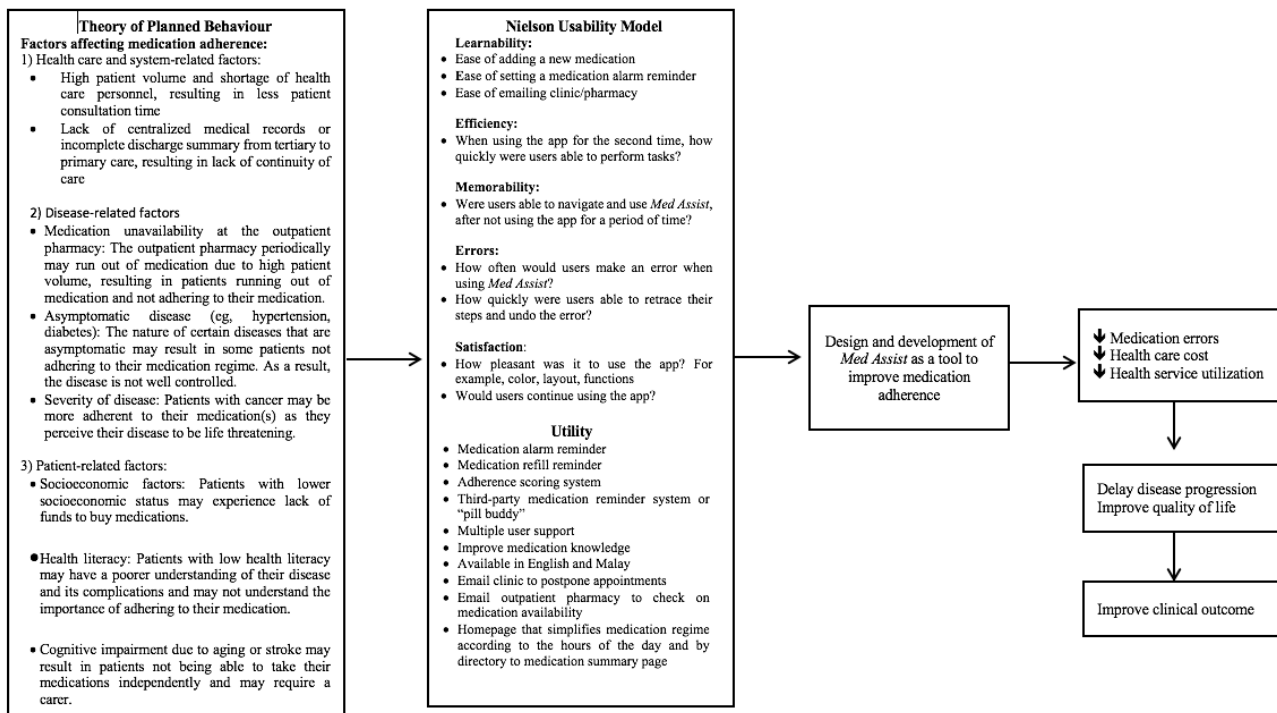 Theory of Planned Behaviour
Factors affecting medication adherence:
1) Health care and system-related factors:
• High patient volume and shortage of health
care personnel, resulting in less patient
consultation time
• Lack of centralized medical records or
incomplete discharge summary from tertiary to
primary care, resulting in lack of continuity of
care
2) Disease-related factors
• Medication unavailability at the outpatient
pharmacy: The outpatient pharmacy periodically
may run out of medication due to high patient
volume, resulting in patients running out of
medication and not adhering to their medication.
• Asymptomatic disease (eg, hypertension,
diabetes): The nature of certain diseases that are
asymptomatic may result in some patients not
adhering to their medication regime. As a result,
the disease is not well controlled.
• Severity of disease: Patients with cancer may be
more adherent to their medication(s) as they
perceive their disease to be life threatening.
3) Patient-related factors:
• Socioeconomic factors: Patients with lower
socioeconomic status may experience lack of
funds to buy medications.
• Health literacy: Patients with low health literacy
may have a poorer understanding of their disease
and its complications and may not understand the
importance of adhering to their medication.
• Cognitive impairment due to aging or stroke may
result in patients not being able to take their
medications independently and may require a
carer.
Nielson Usability Model
Learnability:
• Ease of adding a new medication
• Ease of setting a medication alarm reminder
• Ease of emailing clinic/pharmacy
Efficiency:
• When using the app for the second time, how
quickly were users able to perform tasks?
Memorability:
• Were users able to navigate and use Med Assist,
after not using the app for a period of time?
Errors:
• How often would users make an error when
using Med Assist?
• How quickly were users able to retrace their
steps and undo the error?
Satisfaction:
• How pleasant was it to use the app? For
example, color, layout, functions
• Would users continue using the app?
Utility
• Medication alarm reminder
• Medication refill reminder
• Adherence scoring system
• Third-party medication reminder system or
“pill buddy”
• Multiple user support
• Improve medication knowledge
• Available in English and Malay
• Email clinic to postpone appointments
• Email outpatient pharmacy to check on
medication availability
• Homepage that simplifies medication regime
according to the hours of the day and by
directory to medication summary page
Design and development of
Med Assist as a tool to
improve medication
adherence
🡻 Medication errors
🡻 Health care cost
🡻 Health service utilization
Delay disease progression
Improve quality of life
Improve clinical outcome